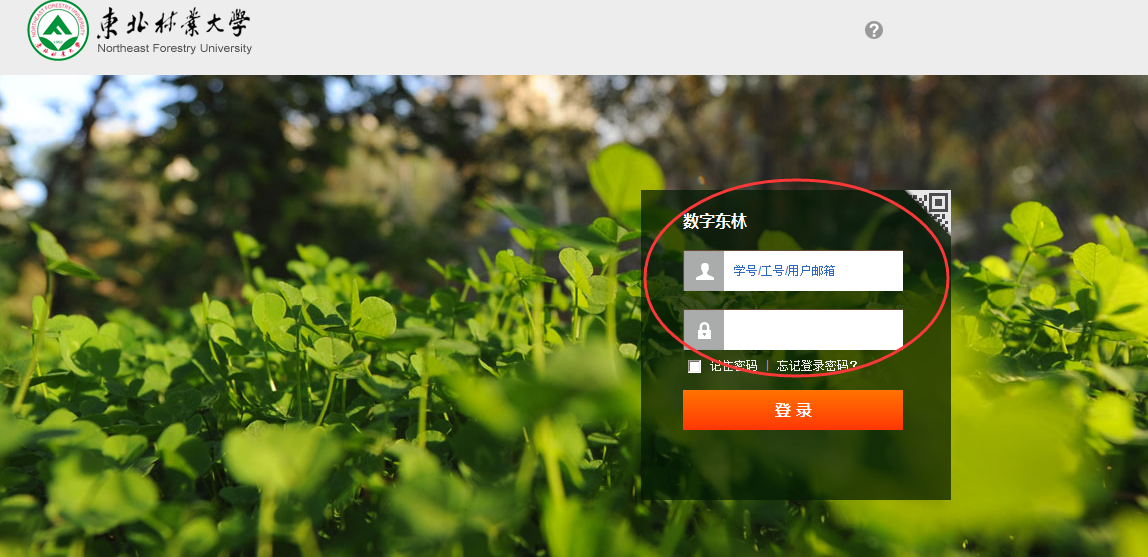 東北林業大學
Northeast Forestry University
数字东林
学号/工号/用户邮箱
记住密码 | 忘记登录密码?
登 录